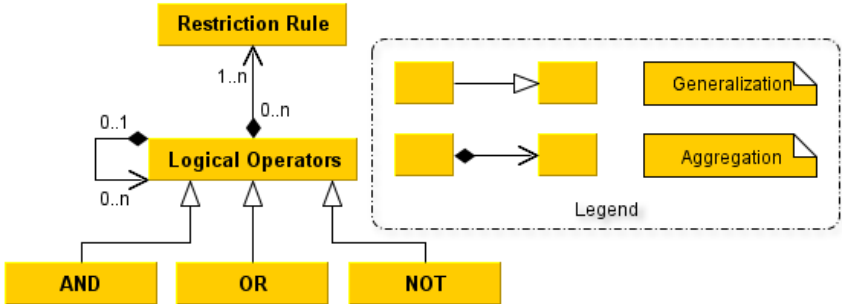 Restriction Rule
1..n
0..n
0..1
Logical Operators
0..n
AND
OR
NOT
Generalization
Aggregation
Legend